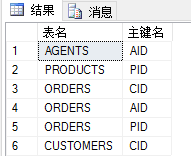 结果 消息
表名 主键名
1 AGENTS AID
2 PRODUCTS PID
3 ORDERS CID
4 ORDERS AID
5 ORDERS PID
6 CUSTOMERS CID